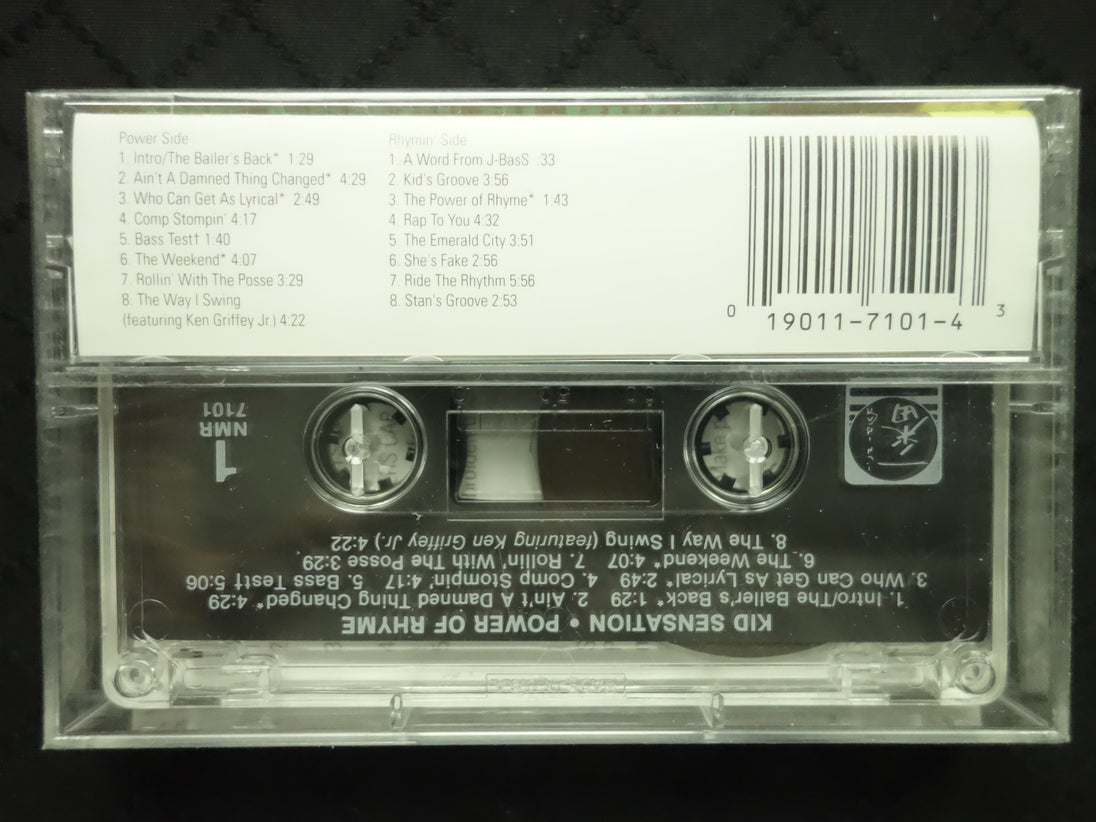 Power Side
1. Intro/The Baller's Back* 1:29
2. Ain't A Damned Thing Changed* 4:29
3. Who Can Get As Lyrical* 2:49
4. Comp Stompin' 4.17
5. Bass Test† 1:40
6. The Weekend* 4:07
7. Rollin' With The Posse 3:29
8. The Way I Swing
(featuring Ken Griffey Jr.) 4:22
Rhymin' Side
1. A Word From J-BasS .33
2. Kid's Groove 3:56
3. The Power of Rhyme* 1:43
4. Rap To You 4:32
5. The Emerald City 3:51
6. She's Fake 2:56
7. Ride The Rhythm 5:56
8. Stan's Groove 2:53
0 19011-7101-4 3
NMR
7101
1
KID SENSATION • POWER OF RHYME
1. Intro/The Baller's Back* 1:29 2. Ain't A Damned Thing Changed* 4:29
3. Who Can Get As Lyrical* 2:49 4. Comp Stompin' 4:17 5. Bass Test† 5:06
6. The Weekend* 4:07 7. Rollin' With The Posse 3:29
8. The Way I Swing (featuring Ken Griffey Jr.) 4:22